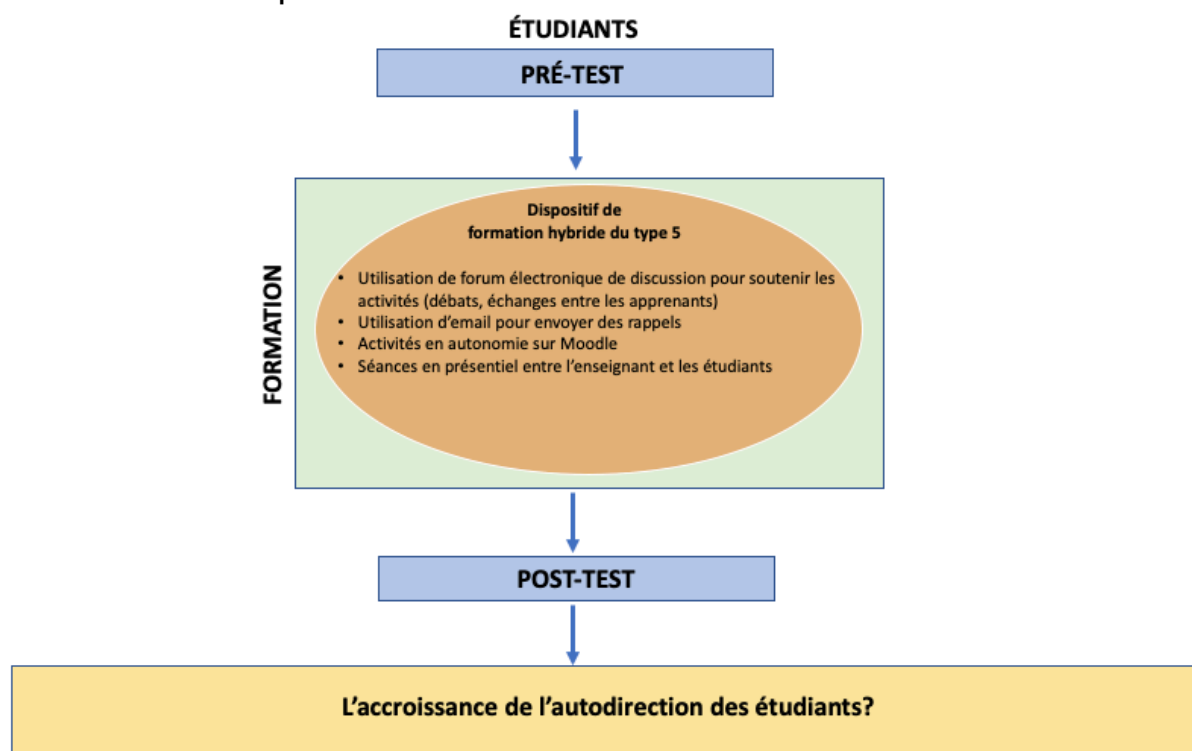 ÉTUDIANTS
PRÉ-TEST
Dispositif de
formation hybride du type 5
• Utilisation de forum électronique de discussion pour soutenir les
activités (débats, échanges entre les apprenants)
• Utilisation d'email pour envoyer des rappels
• Activités en autonomie sur Moodle
• Séances en présentiel entre l'enseignant et les étudiants
FORMATION
POST-TEST
L'accroissance de l'autodirection des étudiants?